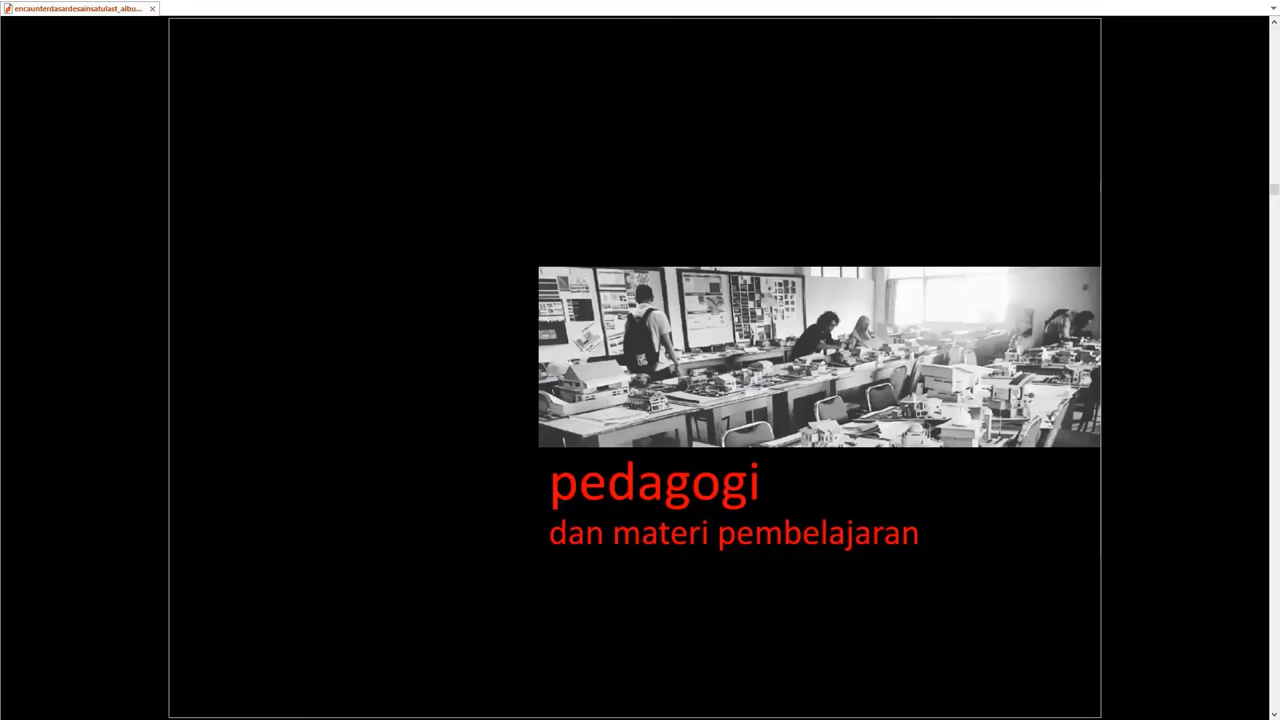 encaunterdasardesainsatulast_albu...
pedagogi
dan materi pembelajaran